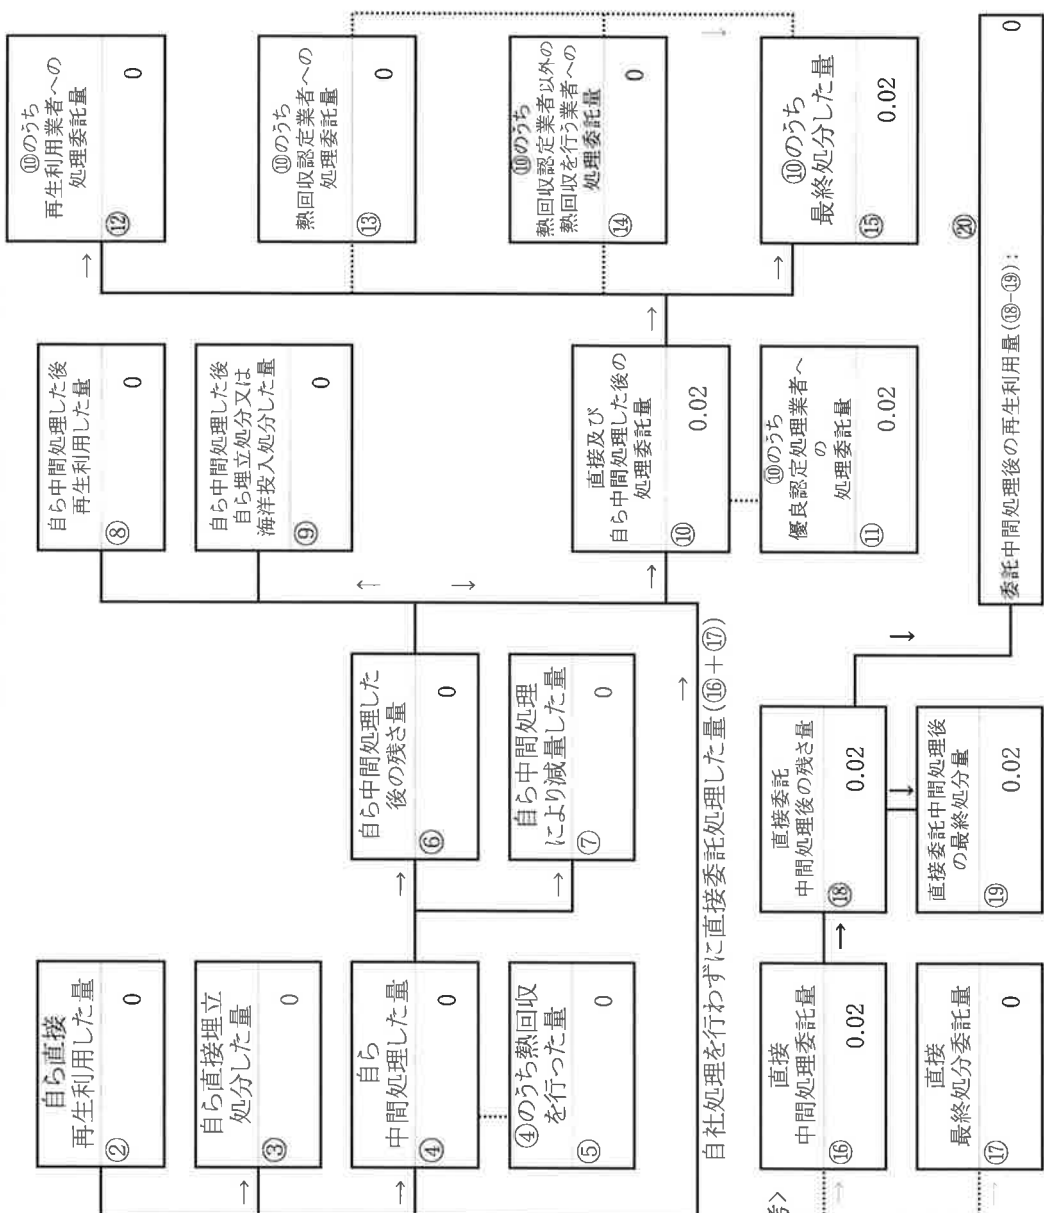 自ら直接
再生利用した量
②
0
自ら直接埋立
処分した量
③
0
自ら
中間処理した量
④
0
④のうち熱回収
を行った量
⑤
0
自ら中間処理した
後の残さ量
⑥
0
自ら中間処理
により減量した量
⑦
0
自ら中間処理した後
再生利用した量
⑧
0
自ら中間処理した後
自ら埋立処分又は
海洋投入処分した量
⑨
0
直接及び
自ら中間処理した後の
処理委託量
⑩
0.02
⑩のうち
優良認定処理業者へ
の
処理委託量
⑪
0.02
⑩のうち
再生利用業者への
処理委託量
⑫
0
⑩のうち
熱回収認定業者への
処理委託量
⑬
0
⑩のうち
熱回収認定業者以外の
熱回収を行う業者への
処理委託量
⑭
0
⑩のうち
最終処分した量
⑮
0.02
自社処理を行わずに直接委託処理した量(⑯+⑰)
直接
中間処理委託量
⑯
0.02
直接
最終処分委託量
⑰
0
直接委託
中間処理後の残さ量
⑱
0.02
直接委託中間処理後
の最終処分量
⑲
0.02
⑳
委託中間処理後の再生利用量(⑱-⑲):
0